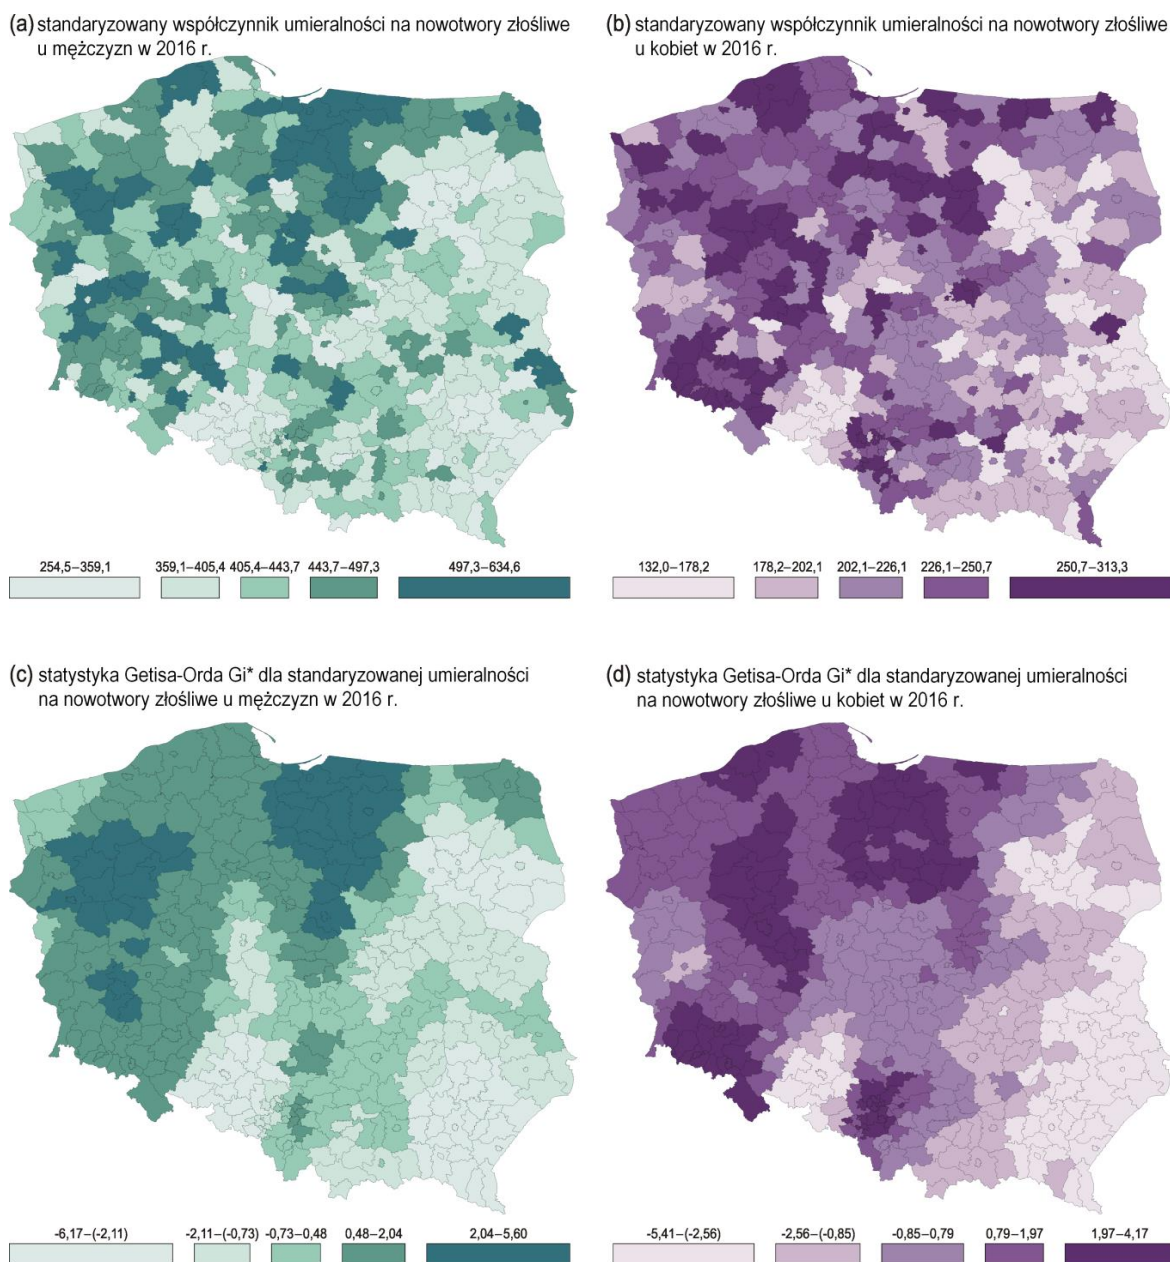 (a) standaryzowany współczynnik umieralności na nowotwory złośliwe
u mężczyzn w 2016 r.
(b) standaryzowany współczynnik umieralności na nowotwory złośliwe
u kobiet w 2016 r.
254,5–359,1 359,1–405,4 405,4–443,7 443,7–497,3 497,3–634,6
132,0–178,2 178,2–202,1 202,1–226,1 226,1–250,7 250,7–313,3
(c) statystyka Getisa-Orda Gi* dla standaryzowanej umieralności
na nowotwory złośliwe u mężczyzn w 2016 r.
(d) statystyka Getisa-Orda Gi* dla standaryzowanej umieralności
na nowotwory złośliwe u kobiet w 2016 r.
-6,17–(-2,11) -2,11–(-0,73) -0,73–0,48 0,48–2,04 2,04–5,60
-5,41–(-2,56) -2,56–(-0,85) -0,85–0,79 0,79–1,97 1,97–4,17